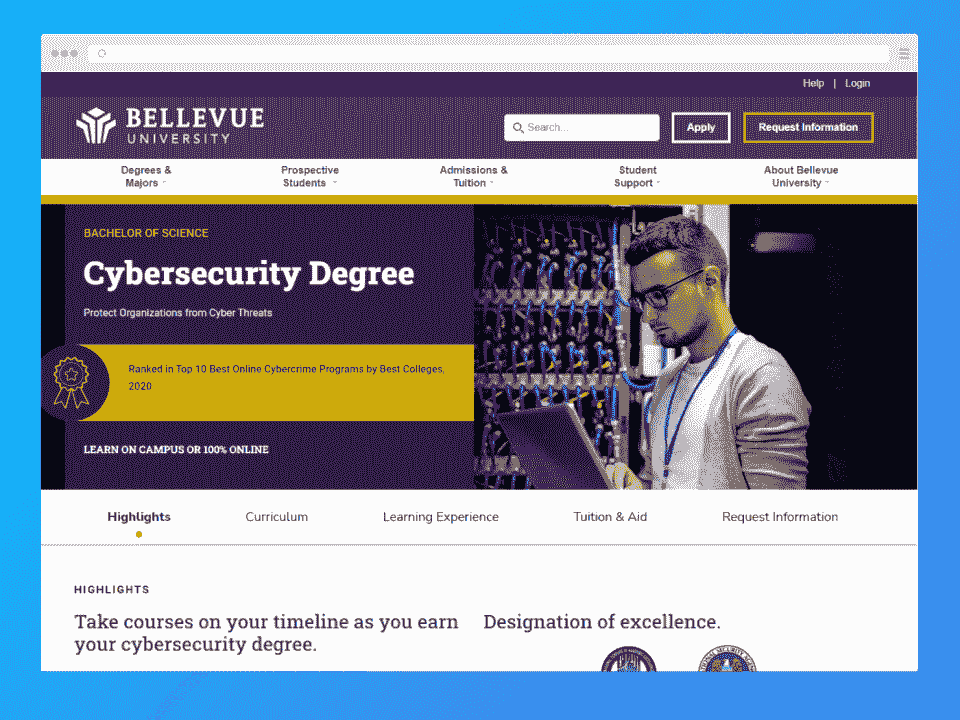 Help | Login
BELLEVUE
UNIVERSITY
Search...
Apply
Request Information
Degrees &
Majors
Prospective
Students
Admissions &
Tuition
Student
Support
About Bellevue
University
BACHELOR OF SCIENCE
Cybersecurity Degree
Protect Organizations from Cyber Threats
Ranked in Top 10 Best Online Cybercrime Programs by Best Colleges,
2020
LEARN ON CAMPUS OR 100% ONLINE
Highlights
Curriculum
Learning Experience
Tuition & Aid
Request Information
HIGHLIGHTS
Take courses on your timeline as you earn
your cybersecurity degree.
Designation of excellence.